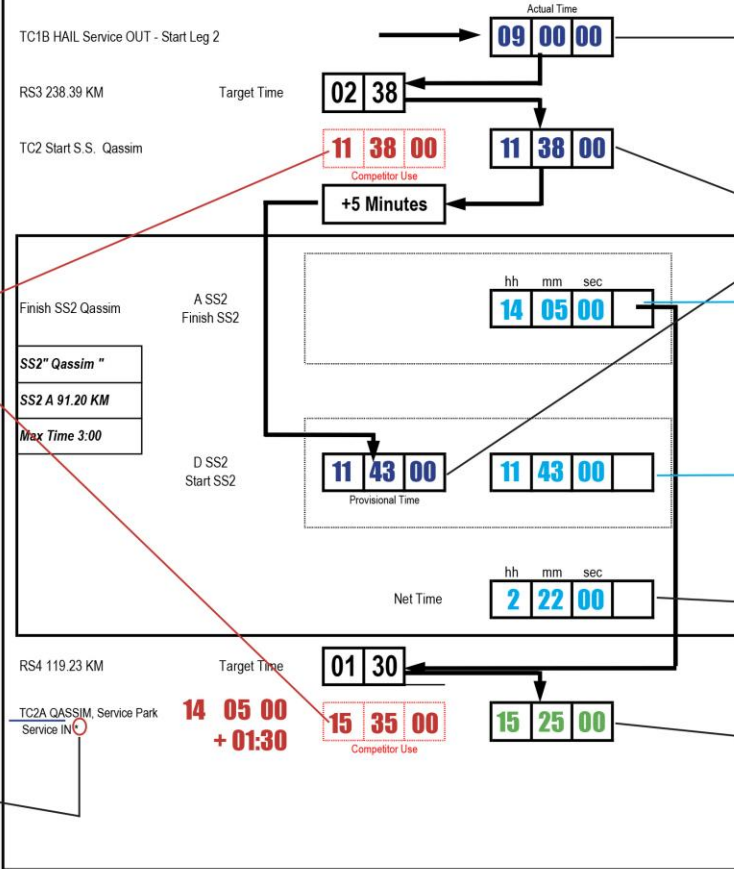 Actual Time
TC1B HAIL Service OUT - Start Leg 2
09 00 00
RS3 238.39 KM
Target Time
02 38
TC2 Start S.S. Qassim
11 38 00
11 38 00
Competitor Use
+5 Minutes
hh mm sec
Finish SS2 Qassim
A SS2
Finish SS2
14 05 00
SS2" Qassim "
SS2 A 91.20 KM
Max Time 3:00
D SS2
Start SS2
11 43 00
11 43 00
Provisional Time
hh mm sec
Net Time
2 22 00
RS4 119.23 KM
Target Time
01 30
TC2A QASSIM, Service Park
Service IN*
14 05 00
+ 01:30
15 35 00
15 25 00
Competitor Use